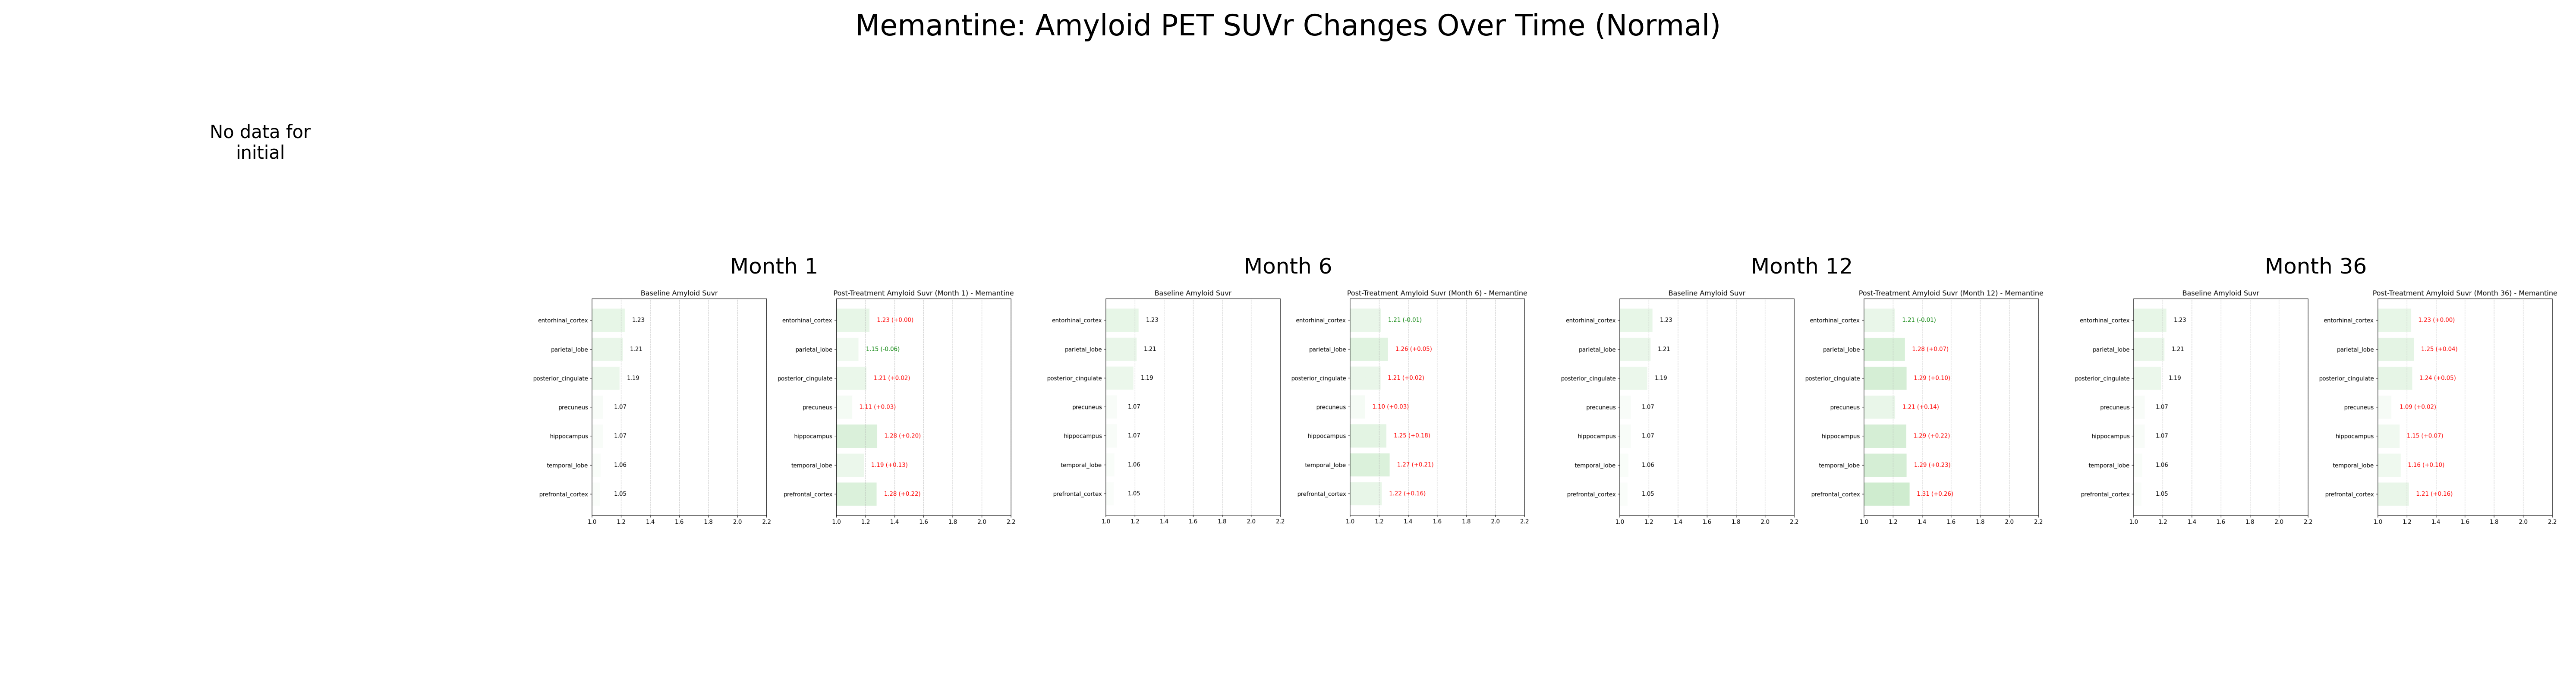 Memantine: Amyloid PET SUVr Changes Over Time (Normal)
No data for
initial
Month 1
Baseline Amyloid Suvr
entorhinal_cortex 1.23
parietal_lobe 1.21
posterior_cingulate 1.19
precuneus 1.07
hippocampus 1.07
temporal_lobe 1.06
prefrontal_cortex 1.05
1.0 1.2 1.4 1.6 1.8 2.0 2.2
Post-Treatment Amyloid Suvr (Month 1) - Memantine
entorhinal_cortex 1.23 (+0.00)
parietal_lobe 1.15 (-0.06)
posterior_cingulate 1.21 (+0.02)
precuneus 1.11 (+0.03)
hippocampus 1.28 (+0.20)
temporal_lobe 1.19 (+0.13)
prefrontal_cortex 1.28 (+0.22)
1.0 1.2 1.4 1.6 1.8 2.0 2.2
Month 6
Baseline Amyloid Suvr
entorhinal_cortex 1.23
parietal_lobe 1.21
posterior_cingulate 1.19
precuneus 1.07
hippocampus 1.07
temporal_lobe 1.06
prefrontal_cortex 1.05
1.0 1.2 1.4 1.6 1.8 2.0 2.2
Post-Treatment Amyloid Suvr (Month 6) - Memantine
entorhinal_cortex 1.21 (-0.01)
parietal_lobe 1.26 (+0.05)
posterior_cingulate 1.21 (+0.02)
precuneus 1.10 (+0.03)
hippocampus 1.25 (+0.18)
temporal_lobe 1.27 (+0.21)
prefrontal_cortex 1.22 (+0.16)
1.0 1.2 1.4 1.6 1.8 2.0 2.2
Month 12
Baseline Amyloid Suvr
entorhinal_cortex 1.23
parietal_lobe 1.21
posterior_cingulate 1.19
precuneus 1.07
hippocampus 1.07
temporal_lobe 1.06
prefrontal_cortex 1.05
1.0 1.2 1.4 1.6 1.8 2.0 2.2
Post-Treatment Amyloid Suvr (Month 12) - Memantine
entorhinal_cortex 1.21 (-0.01)
parietal_lobe 1.28 (+0.07)
posterior_cingulate 1.29 (+0.10)
precuneus 1.21 (+0.14)
hippocampus 1.29 (+0.22)
temporal_lobe 1.29 (+0.23)
prefrontal_cortex 1.31 (+0.26)
1.0 1.2 1.4 1.6 1.8 2.0 2.2
Month 36
Baseline Amyloid Suvr
entorhinal_cortex 1.23
parietal_lobe 1.21
posterior_cingulate 1.19
precuneus 1.07
hippocampus 1.07
temporal_lobe 1.06
prefrontal_cortex 1.05
1.0 1.2 1.4 1.6 1.8 2.0 2.2
Post-Treatment Amyloid Suvr (Month 36) - Memantine
entorhinal_cortex 1.23 (+0.00)
parietal_lobe 1.25 (+0.04)
posterior_cingulate 1.24 (+0.05)
precuneus 1.09 (+0.02)
hippocampus 1.15 (+0.07)
temporal_lobe 1.16 (+0.10)
prefrontal_cortex 1.21 (+0.16)
1.0 1.2 1.4 1.6 1.8 2.0 2.2